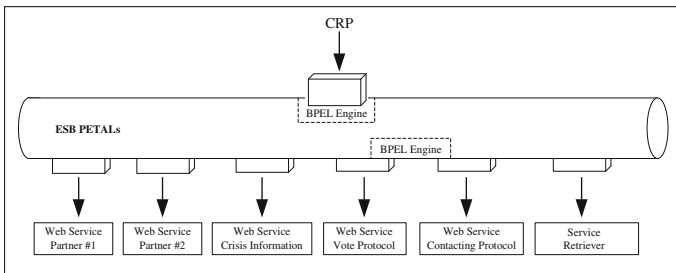 CRP
BPEL Engine
ESB PETALs
BPEL Engine
Web Service
Partner #1
Web Service
Partner #2
Web Service
Crisis Information
Web Service
Vote Protocol
Web Service
Contacting Protocol
Service
Retriever